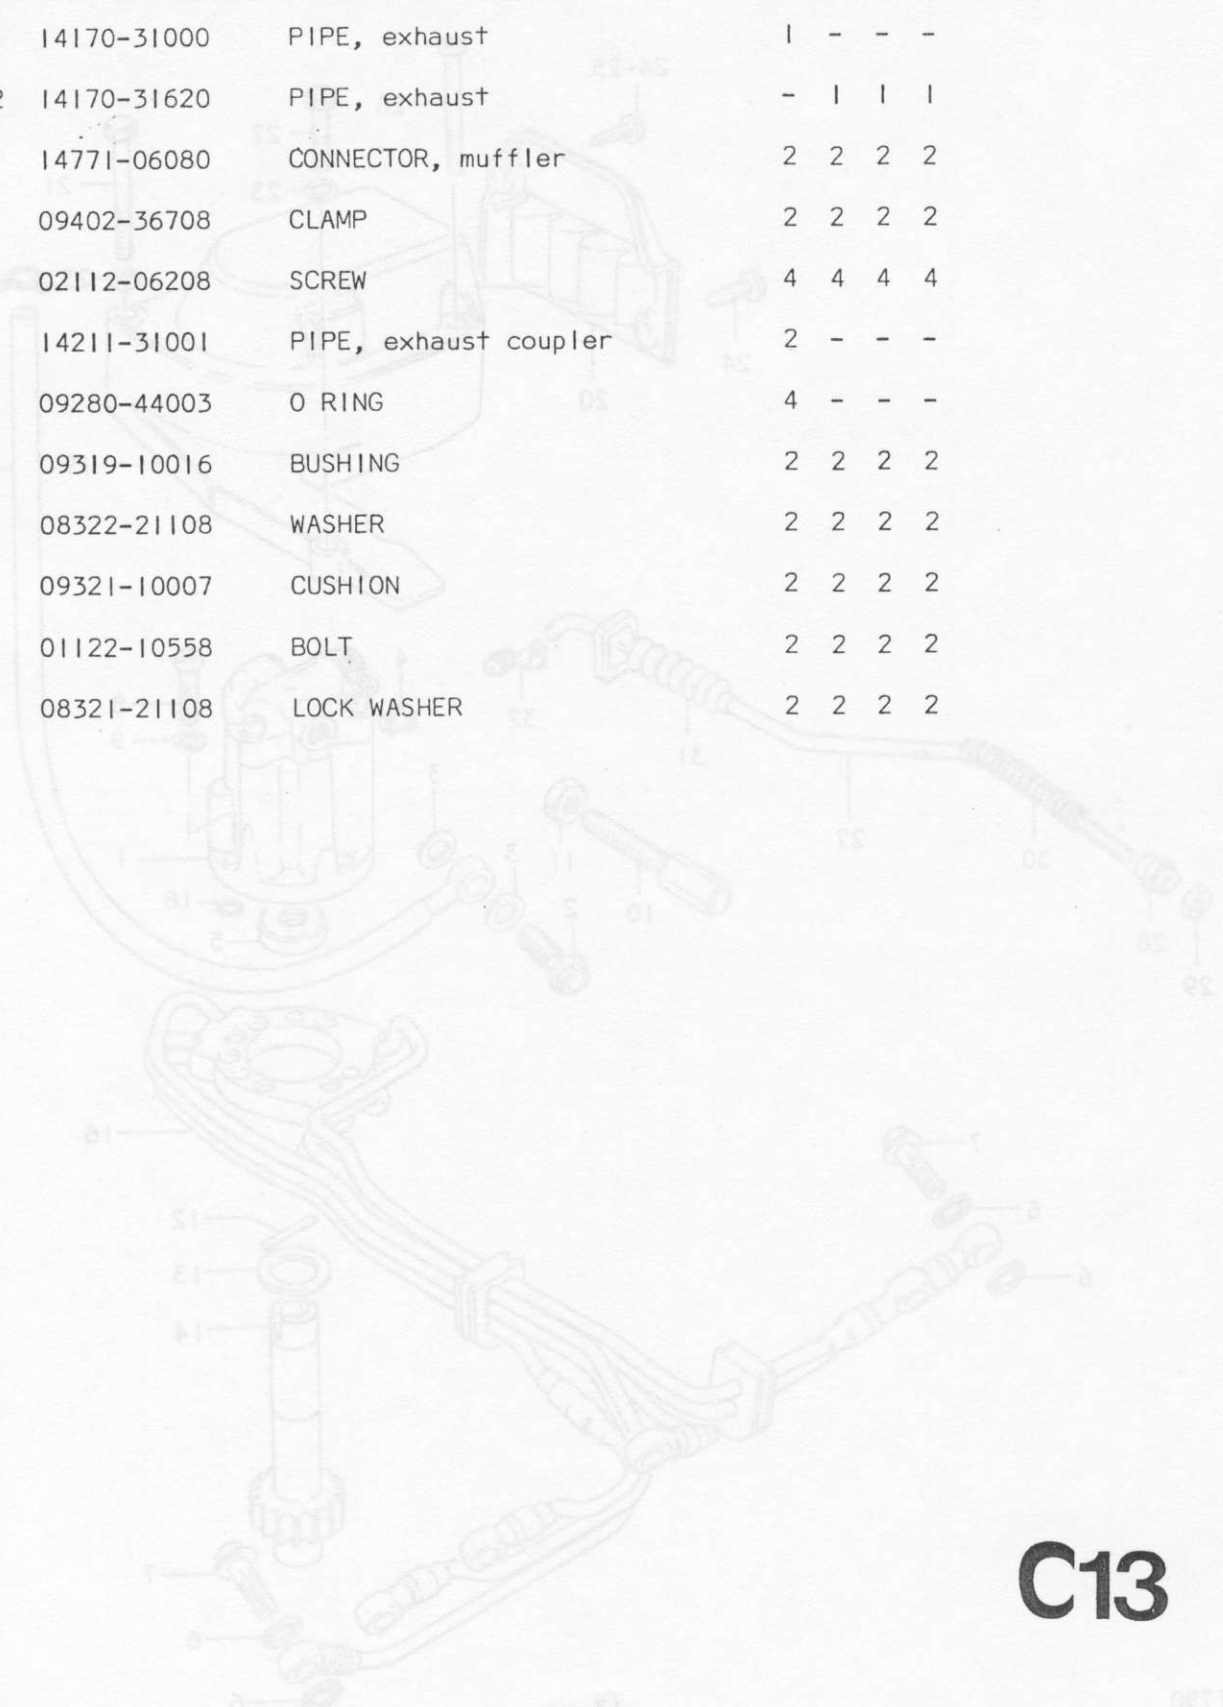 14170-31000 PIPE, exhaust 1 - - -
2 14170-31620 PIPE, exhaust - 1 1 1
14771-06080 CONNECTOR, muffler 2 2 2 2
09402-36708 CLAMP 2 2 2 2
02112-06208 SCREW 4 4 4 4
14211-31001 PIPE, exhaust coupler 2 - - -
09280-44003 O RING 4 - - -
09319-10016 BUSHING 2 2 2 2
08322-21108 WASHER 2 2 2 2
09321-10007 CUSHION 2 2 2 2
01122-10558 BOLT 2 2 2 2
08321-21108 LOCK WASHER 2 2 2 2
C13